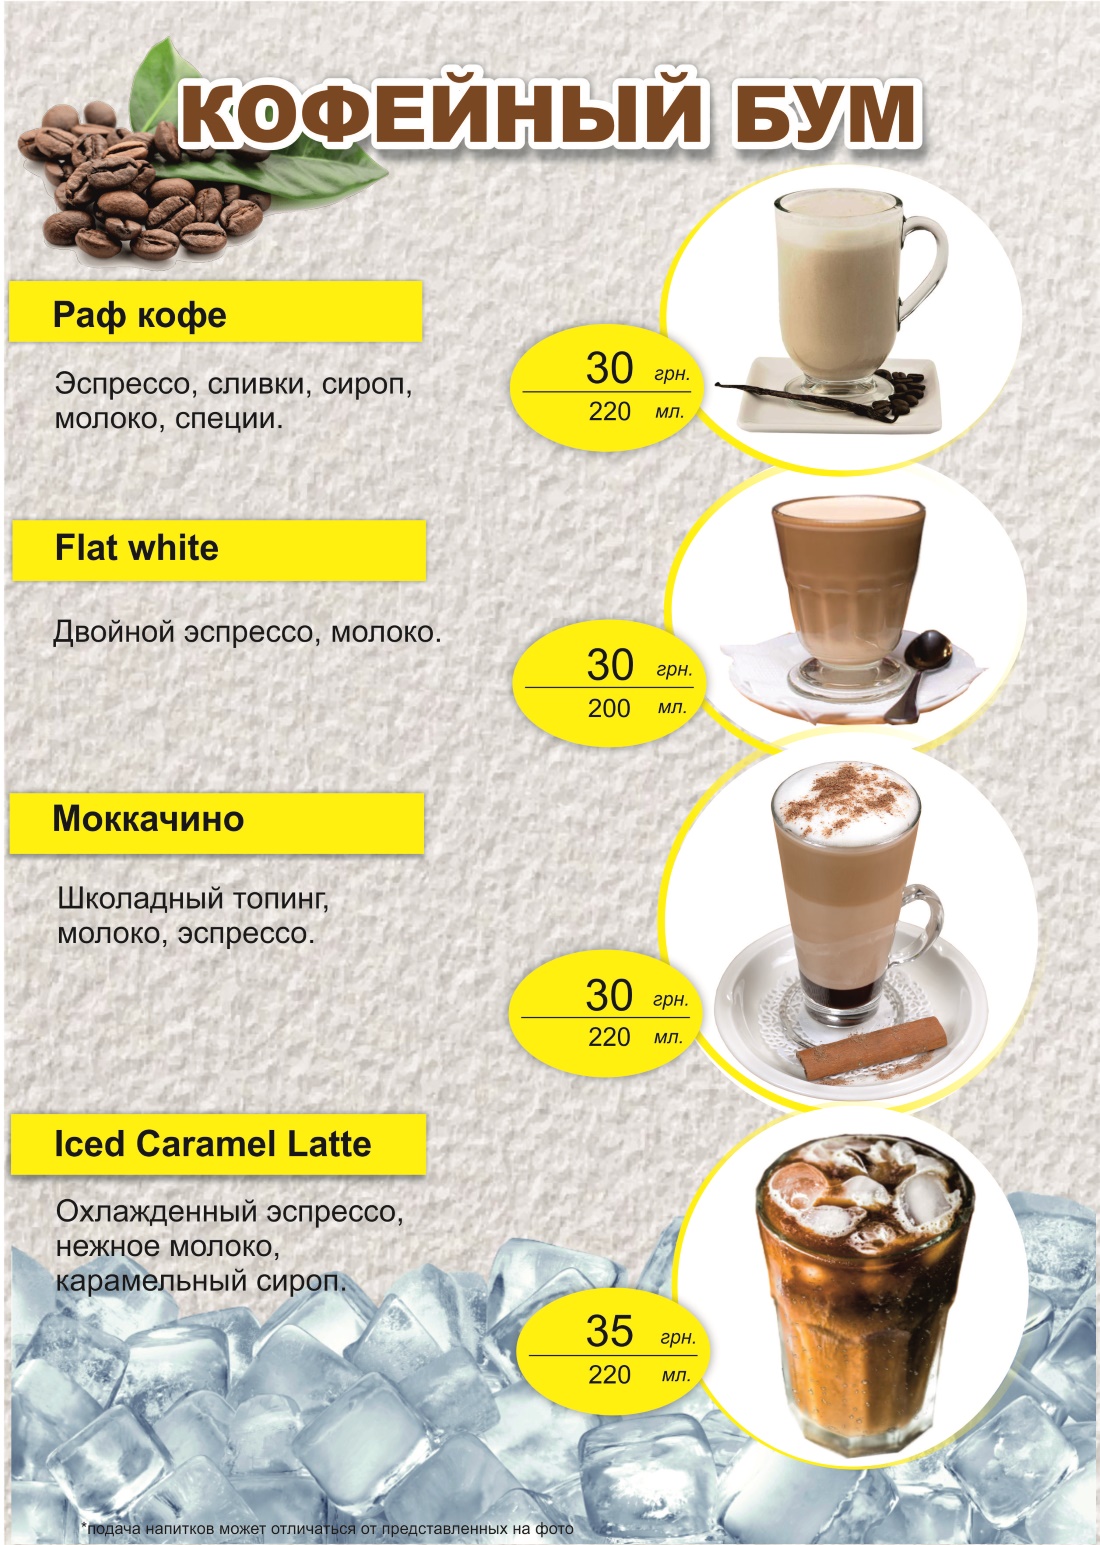 КОФЕЙНЫЙ БУМ
Раф кофе
Эспрессо, сливки, сироп,
молоко, специи.
30 грн.
220 мл.
Flat white
Двойной эспрессо, молоко.
30 грн.
200 мл.
Моккачино
Школадный топинг,
молоко, эспрессо.
30 грн.
220 мл.
Iced Caramel Latte
Охлажденный эспрессо,
нежное молоко,
карамельный сироп.
35 грн.
220 мл.
*подача напитков может отличаться от представленных на фото